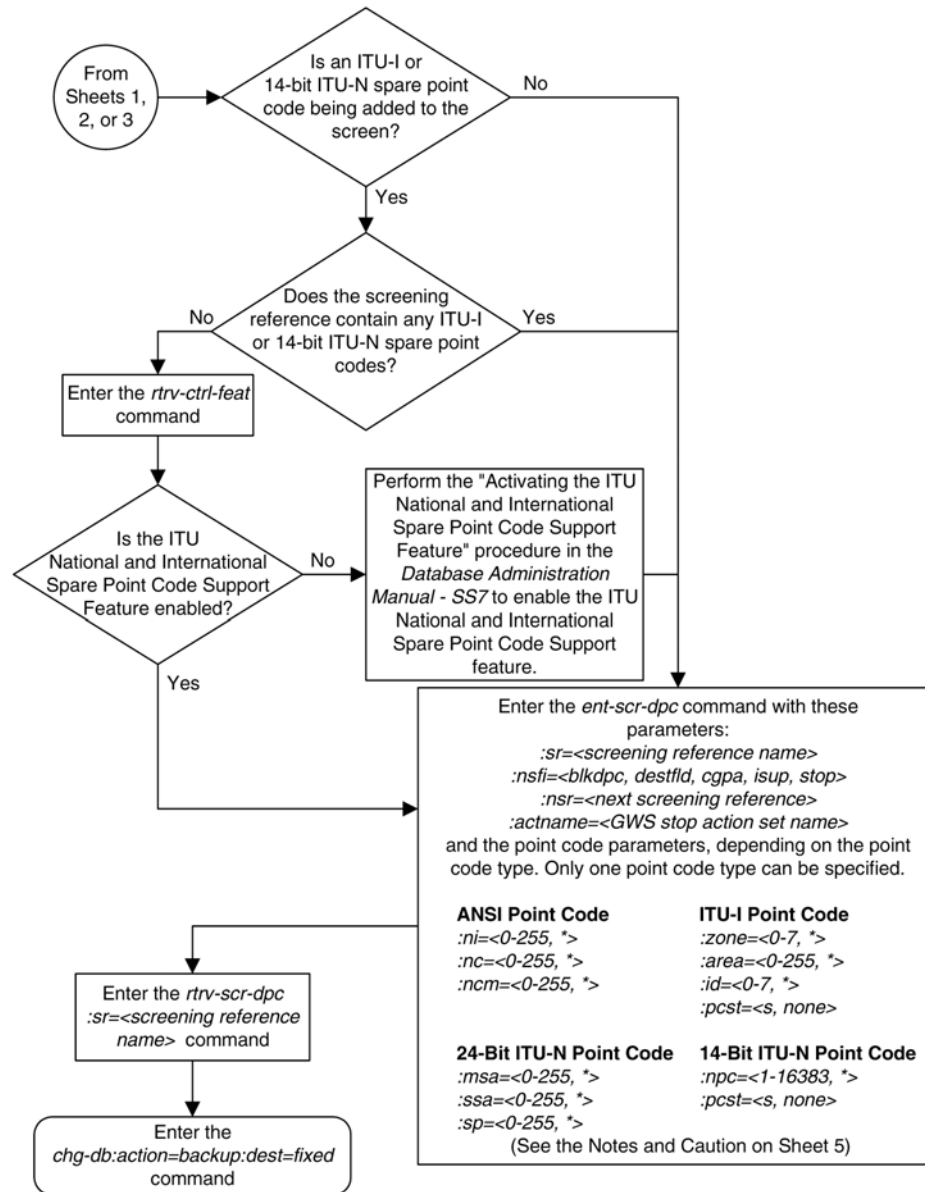 From
Sheets 1,
2, or 3
Is an ITU-I or
14-bit ITU-N spare point
code being added to the
screen?
No
Yes
Does the screening
reference contain any ITU-I
or 14-bit ITU-N spare point
codes?
No
Yes
Enter the rtrv-ctrl-feat
command
Is the ITU
National and International
Spare Point Code Support
Feature enabled?
No
Yes
Perform the "Activating the ITU
National and International
Spare Point Code Support
Feature" procedure in the
Database Administration
Manual - SS7 to enable the ITU
National and International
Spare Point Code Support
feature.
Enter the ent-scr-dpc command with these
parameters:
:sr=<screening reference name>
:nsfi=<blkdpc, destfld, cgpa, isup, stop>
:nsr=<next screening reference>
:actname=<GWS stop action set name>
and the point code parameters, depending on the point
code type. Only one point code type can be specified.
ANSI Point Code
:ni=<0-255, *>
:nc=<0-255, *>
:ncm=<0-255, *>
ITU-I Point Code
:zone=<0-7, *>
:area=<0-255, *>
:id=<0-7, *>
:pcst=<s, none>
24-Bit ITU-N Point Code
:msa=<0-255, *>
:ssa=<0-255, *>
:sp=<0-255, *>
14-Bit ITU-N Point Code
:npc=<1-16383, *>
:pcst=<s, none>
(See the Notes and Caution on Sheet 5)
Enter the rtrv-scr-dpc
:sr=<screening reference
name> command
Enter the
chg-db:action=backup:dest=fixed
command